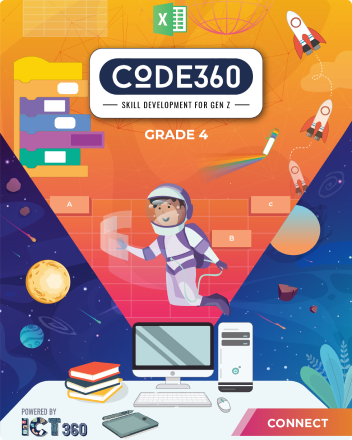 X
CODE360
SKILL DEVELOPMENT FOR GEN Z
GRADE 4
A
C
B
POWERED BY
ICT360
CONNECT